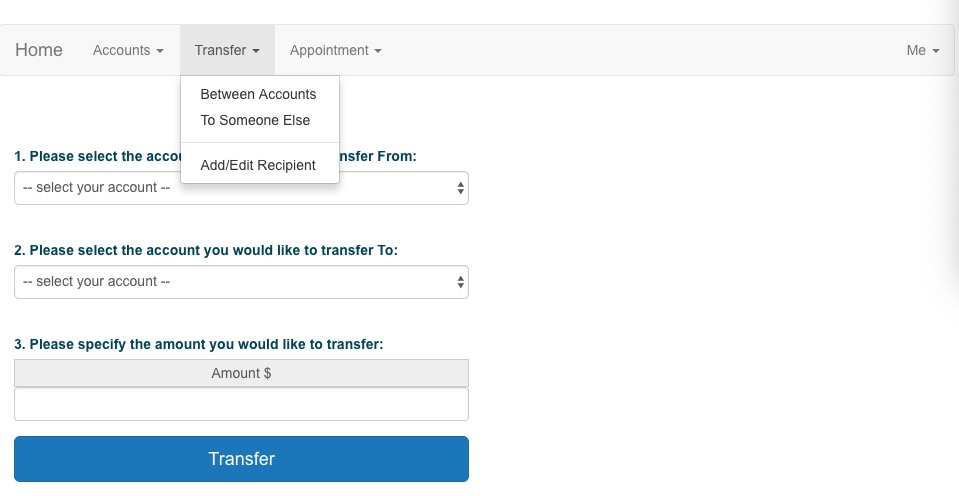 Home Accounts Transfer Appointment Me
Between Accounts
To Someone Else
Add/Edit Recipient
1. Please select the nsfer From:
-- select your account --
2. Please select the account you would like to transfer To:
-- select your account --
3. Please specify the amount you would like to transfer:
Amount $
Transfer